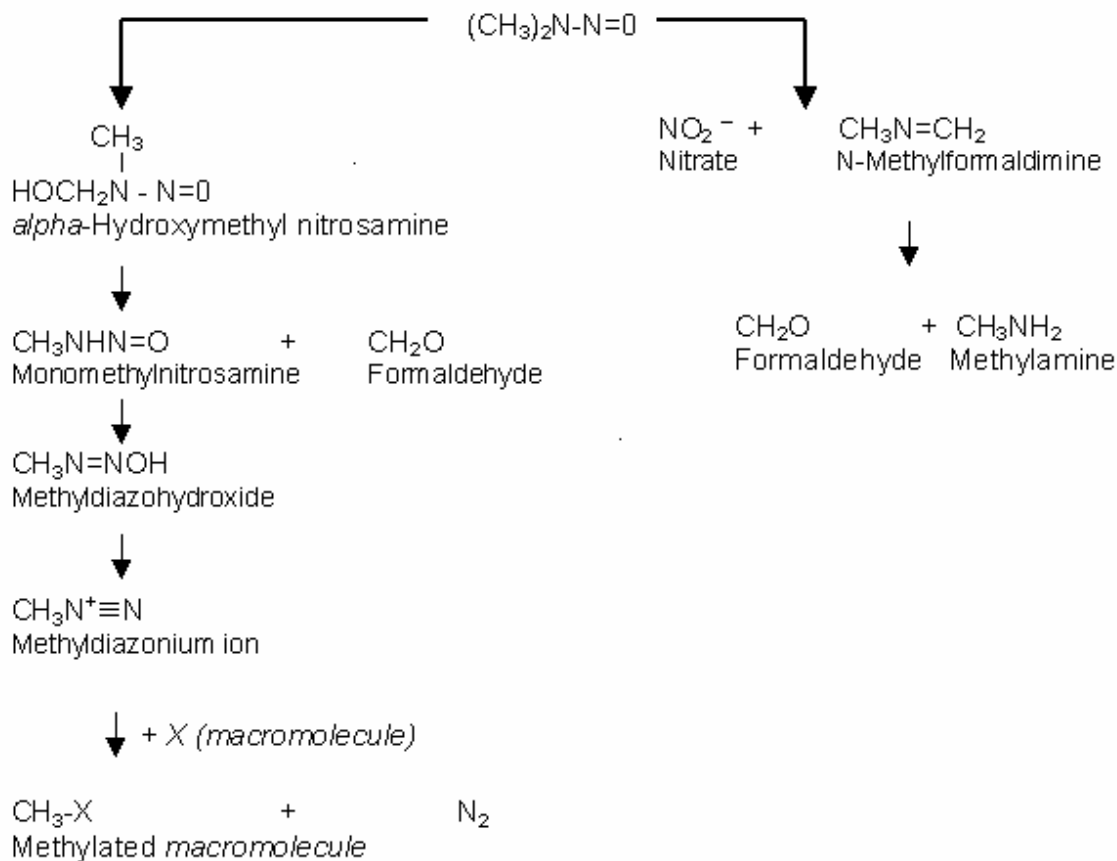 (CH₃)₂N-N=0
CH₃
HOCH₂N - N=0
alpha-Hydroxymethyl nitrosamine
NO₂⁻ + CH₃N=CH₂
Nitrate N-Methylformaldimine
CH₃NHN=O + CH₂O
Monomethylnitrosamine Formaldehyde
CH₂O + CH₃NH₂
Formaldehyde Methylamine
CH₃N=NOH
Methyldiazohydroxide
CH₃N⁺≡N
Methyldiazonium ion
+ X (macromolecule)
CH₃-X + N₂
Methylated macromolecule